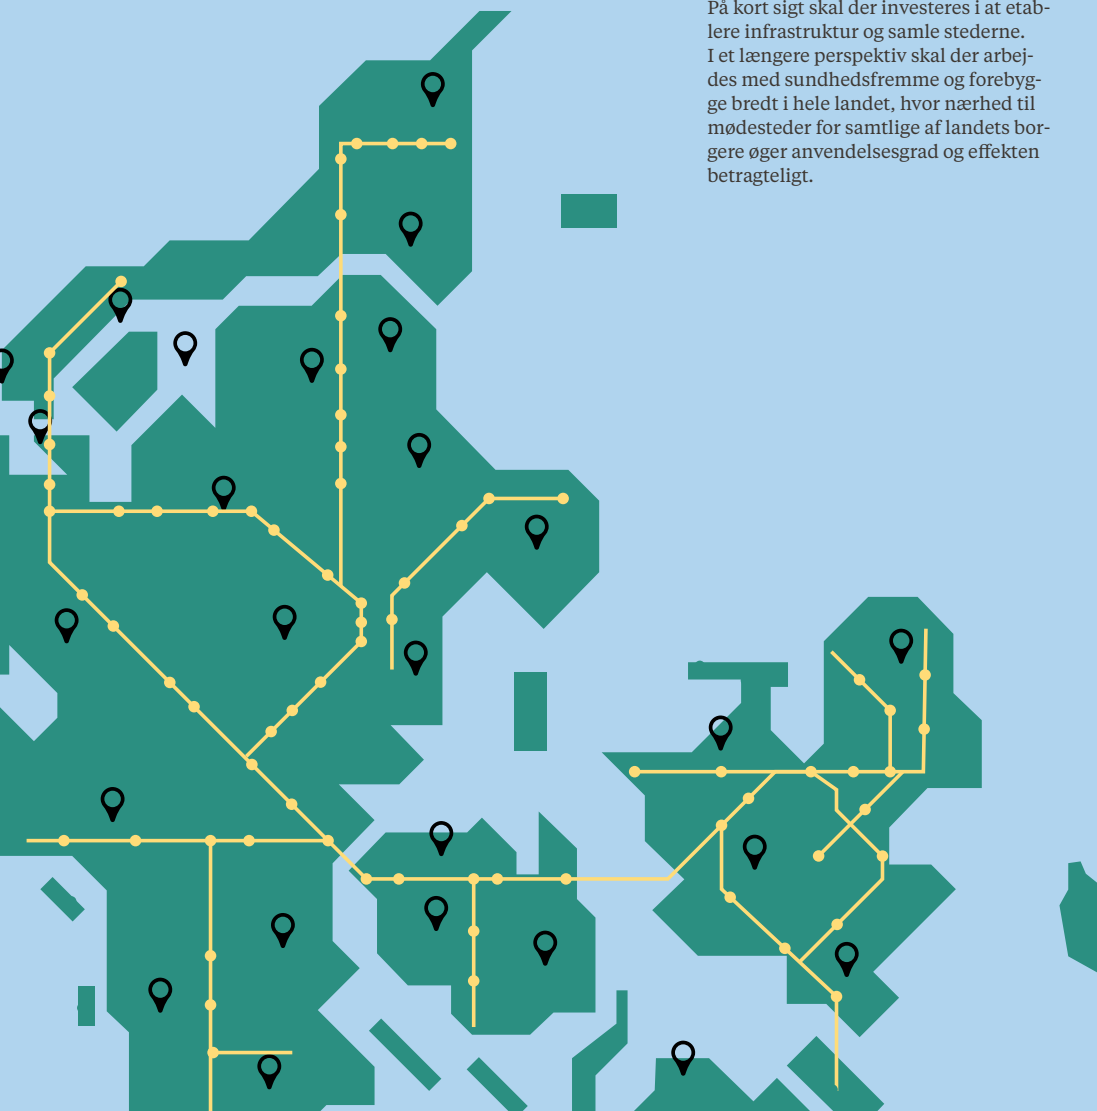 På kort sigt skal der investeres i at etab-
lere infrastruktur og samle stederne.
I et længere perspektiv skal der arbej-
des med sundhedsfremme og forebyg-
ge bredt i hele landet, hvor nærhed til
mødesteder for samtlige af landets bor-
gere øger anvendelsesgrad og effekten
betragteligt.